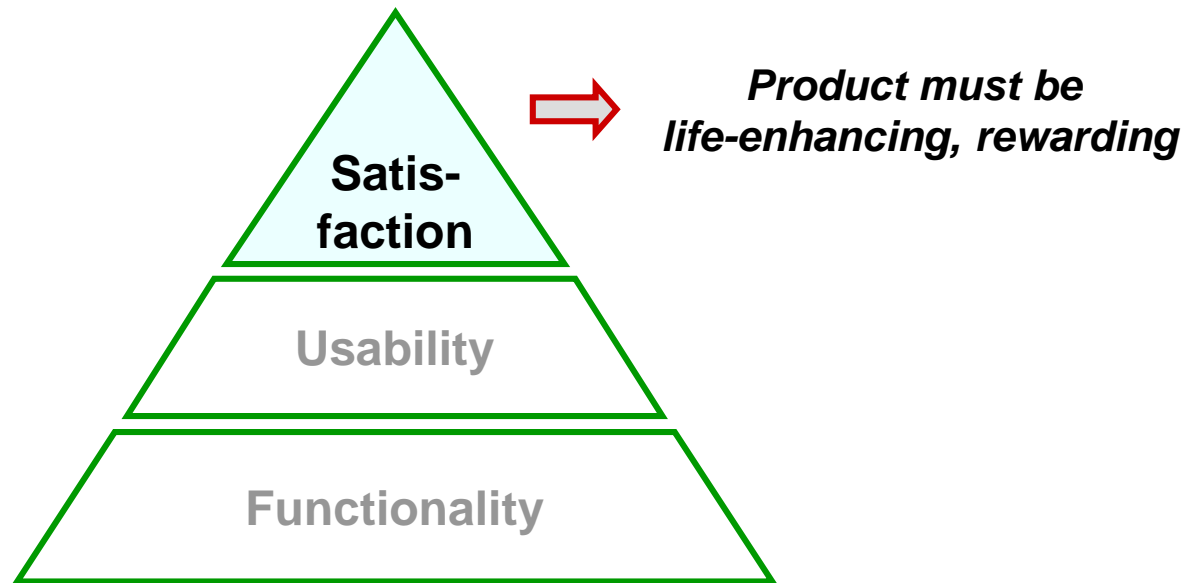 Product must be
life-enhancing, rewarding
Satis-
faction
Usability
Functionality